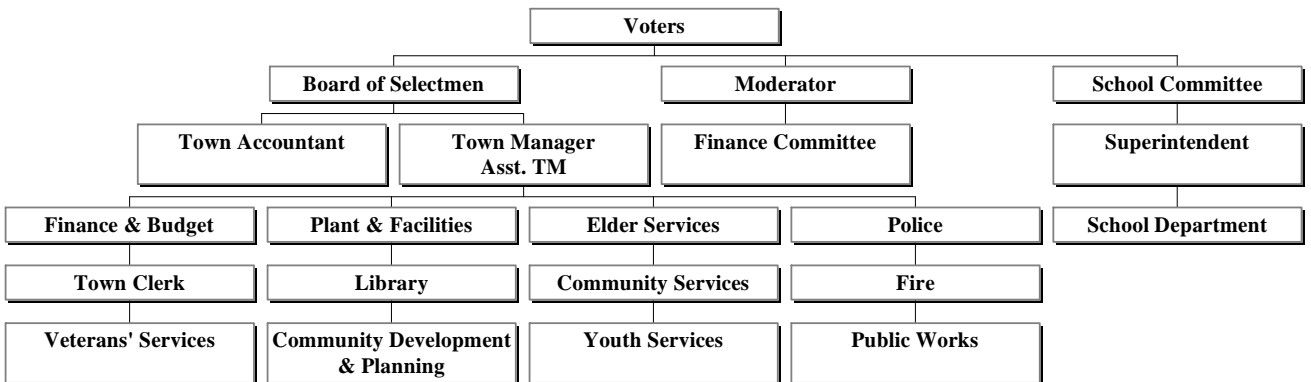 Voters
Board of Selectmen
Moderator
School Committee
Town Accountant
Town Manager
Asst. TM
Finance Committee
Superintendent
Finance & Budget
Plant & Facilities
Elder Services
Police
School Department
Town Clerk
Library
Community Services
Fire
Veterans' Services
Community Development
& Planning
Youth Services
Public Works